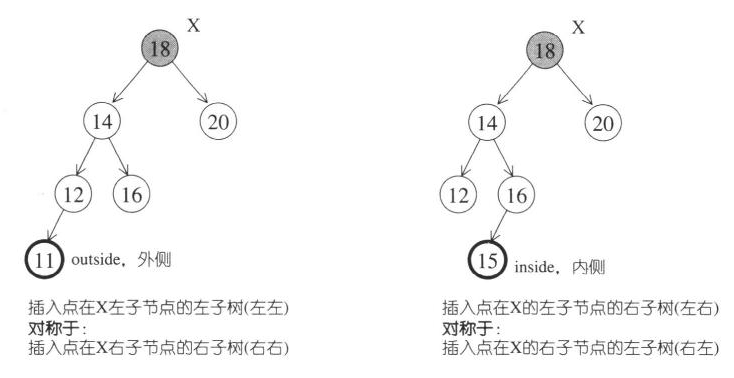 X
18
14
20
12
16
11
outside，外侧
插入点在X左子节点的左子树(左左)
对称于：
插入点在X右子节点的右子树(右右)
X
18
14
20
12
16
15
inside，内侧
插入点在X的左子节点的右子树(左右)
对称于：
插入点在X的右子节点的左子树(右左)